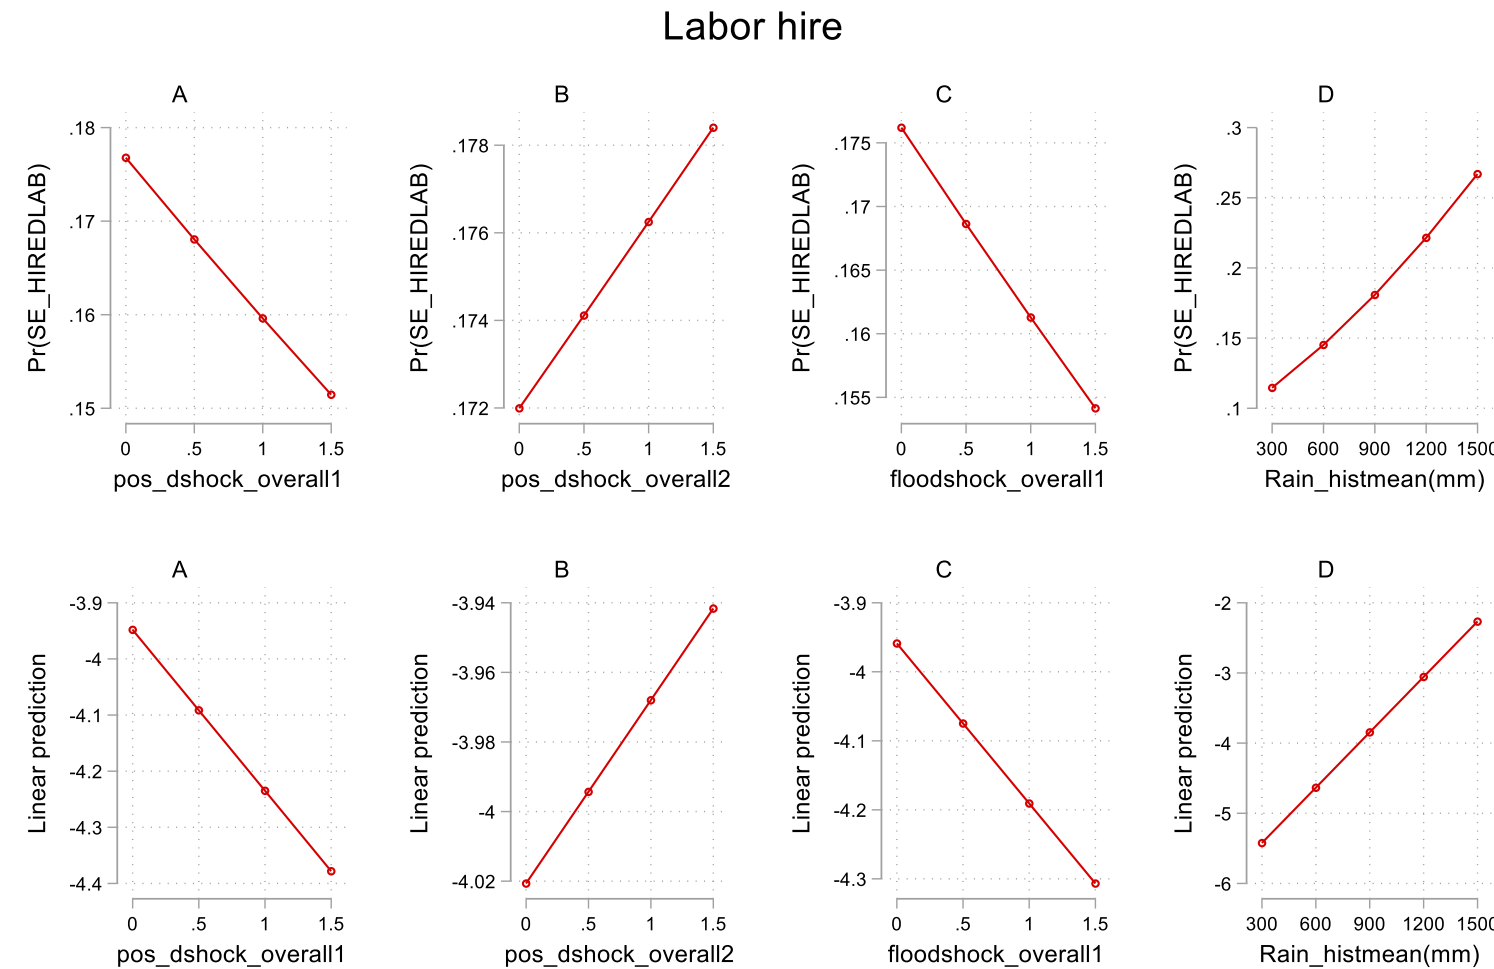 Labor hire
A
Pr(SE_HIREDLAB)
.18
.17
.16
.15
0 .5 1 1.5
pos_dshock_overall1
B
Pr(SE_HIREDLAB)
.178
.176
.174
.172
0 .5 1 1.5
pos_dshock_overall2
C
Pr(SE_HIREDLAB)
.175
.17
.165
.16
.155
0 .5 1 1.5
floodshock_overall1
D
Pr(SE_HIREDLAB)
.3
.25
.2
.15
.1
300 600 900 1200 1500
Rain_histmean(mm)
A
Linear prediction
-3.9
-4
-4.1
-4.2
-4.3
-4.4
0 .5 1 1.5
pos_dshock_overall1
B
Linear prediction
-3.94
-3.96
-3.98
-4
-4.02
0 .5 1 1.5
pos_dshock_overall2
C
Linear prediction
-3.9
-4
-4.1
-4.2
-4.3
0 .5 1 1.5
floodshock_overall1
D
Linear prediction
-2
-3
-4
-5
-6
300 600 900 1200 1500
Rain_histmean(mm)